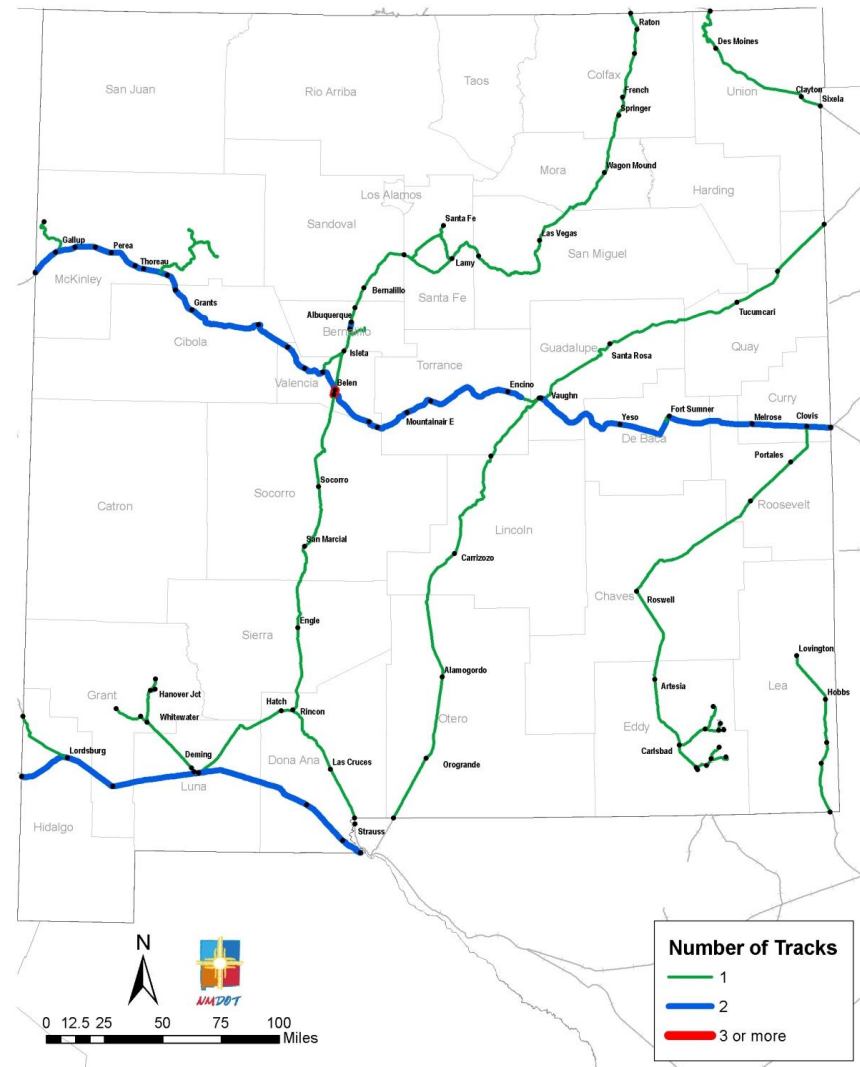 Raton
Des Moines
San Juan
Rio Arriba
Taos
Colfax
Union
French
Clayton
Sixela
Springer
Mora
Wagon Mound
Harding
Los Alamos
Sandoval
Santa Fe
Las Vegas
San Miguel
Gallup
Perea
Thoreau
Lamy
McKinley
Bernalillo
Santa Fe
Grants
Albuquerque
Tucumcari
Cibola
Isleta
Guadalupe
Santa Rosa
Quay
Torrance
Valencia
Belen
Encino
Vaughn
Curry
Mountainair E
Yeso
Fort Sumner
Melrose
Clovis
De Baca
Portales
Socorro
Socorro
Catron
Roosevelt
Lincoln
San Marcial
Carrizozo
Chaves
Roswell
Engle
Sierra
Lovington
Alamogordo
Artesia
Lea
Hobbs
Grant
Hanover Jct
Hatch
Rincon
Whitewater
Otero
Eddy
Carlsbad
Lordsburg
Deming
Dona Ana
Las Cruces
Orogrande
Luna
Hidalgo
Strauss
N
NMDOT
0 12.5 25 50 75 100
Miles
Number of Tracks
1
2
3 or more